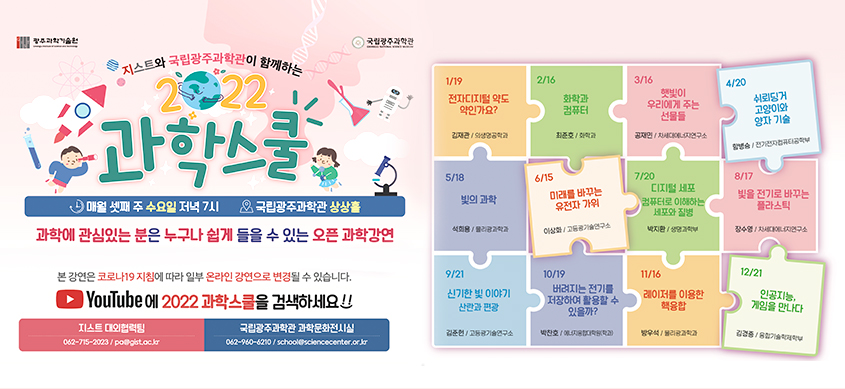 광주과학기술원
국립광주과학관
지스트와 국립광주과학관이 함께하는
2022
과학스쿨
매월 셋째 주 수요일 저녁 7시
국립광주과학관 상상홀
과학에 관심있는 분은 누구나 쉽게 들을 수 있는 오픈 과학강연
본 강연은 코로나19 지침에 따라 일부 온라인 강연으로 변경될 수 있습니다.
YouTube에 2022 과학스쿨을 검색하세요!!
지스트 대외협력팀
062-715-2023 / pa@gist.ac.kr
국립광주과학관 과학문화전시실
062-960-6210 / school@sciencecenter.or.kr
1/19
전자디지털 약도
약인가요?
김재관 / 의생명공학과
2/16
화학과
컴퓨터
최준호 / 화학과
3/16
햇빛이
우리에게 주는
선물들
공재민 / 차세대에너지연구소
4/20
쉬뢰딩거
고양이와
양자 기술
함병승 / 전기전자컴퓨터공학부
5/18
빛의 과학
석희용 / 물리광과학과
6/15
미래를 바꾸는
유전자 가위
이상화 / 고등광기술연구소
7/20
디지털 세포
컴퓨터로 이해하는
세포와 질병
박지환 / 생명과학부
8/17
빛을 전기로 바꾸는
플라스틱
장수영 / 차세대에너지연구소
9/21
신기한 빛 이야기
산란과 편광
김준헌 / 고등광기술연구소
10/19
버려지는 전기를
저장하여 활용할 수
있을까?
박찬호 / 에너지융합대학원(학과)
11/16
레이저를 이용한
핵융합
방우석 / 물리광과학과
12/21
인공지능,
게임을 만나다
김경중 / 융합기술학제학부